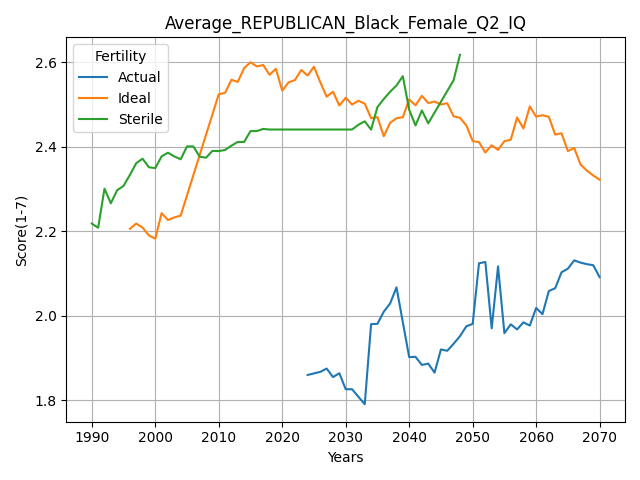 Average_REPUBLICAN_Black_Female_Q2_IQ
Fertility
Actual
Ideal
Sterile
Score(1-7)
2.6
2.4
2.2
2.0
1.8
1990 2000 2010 2020 2030 2040 2050 2060 2070
Years